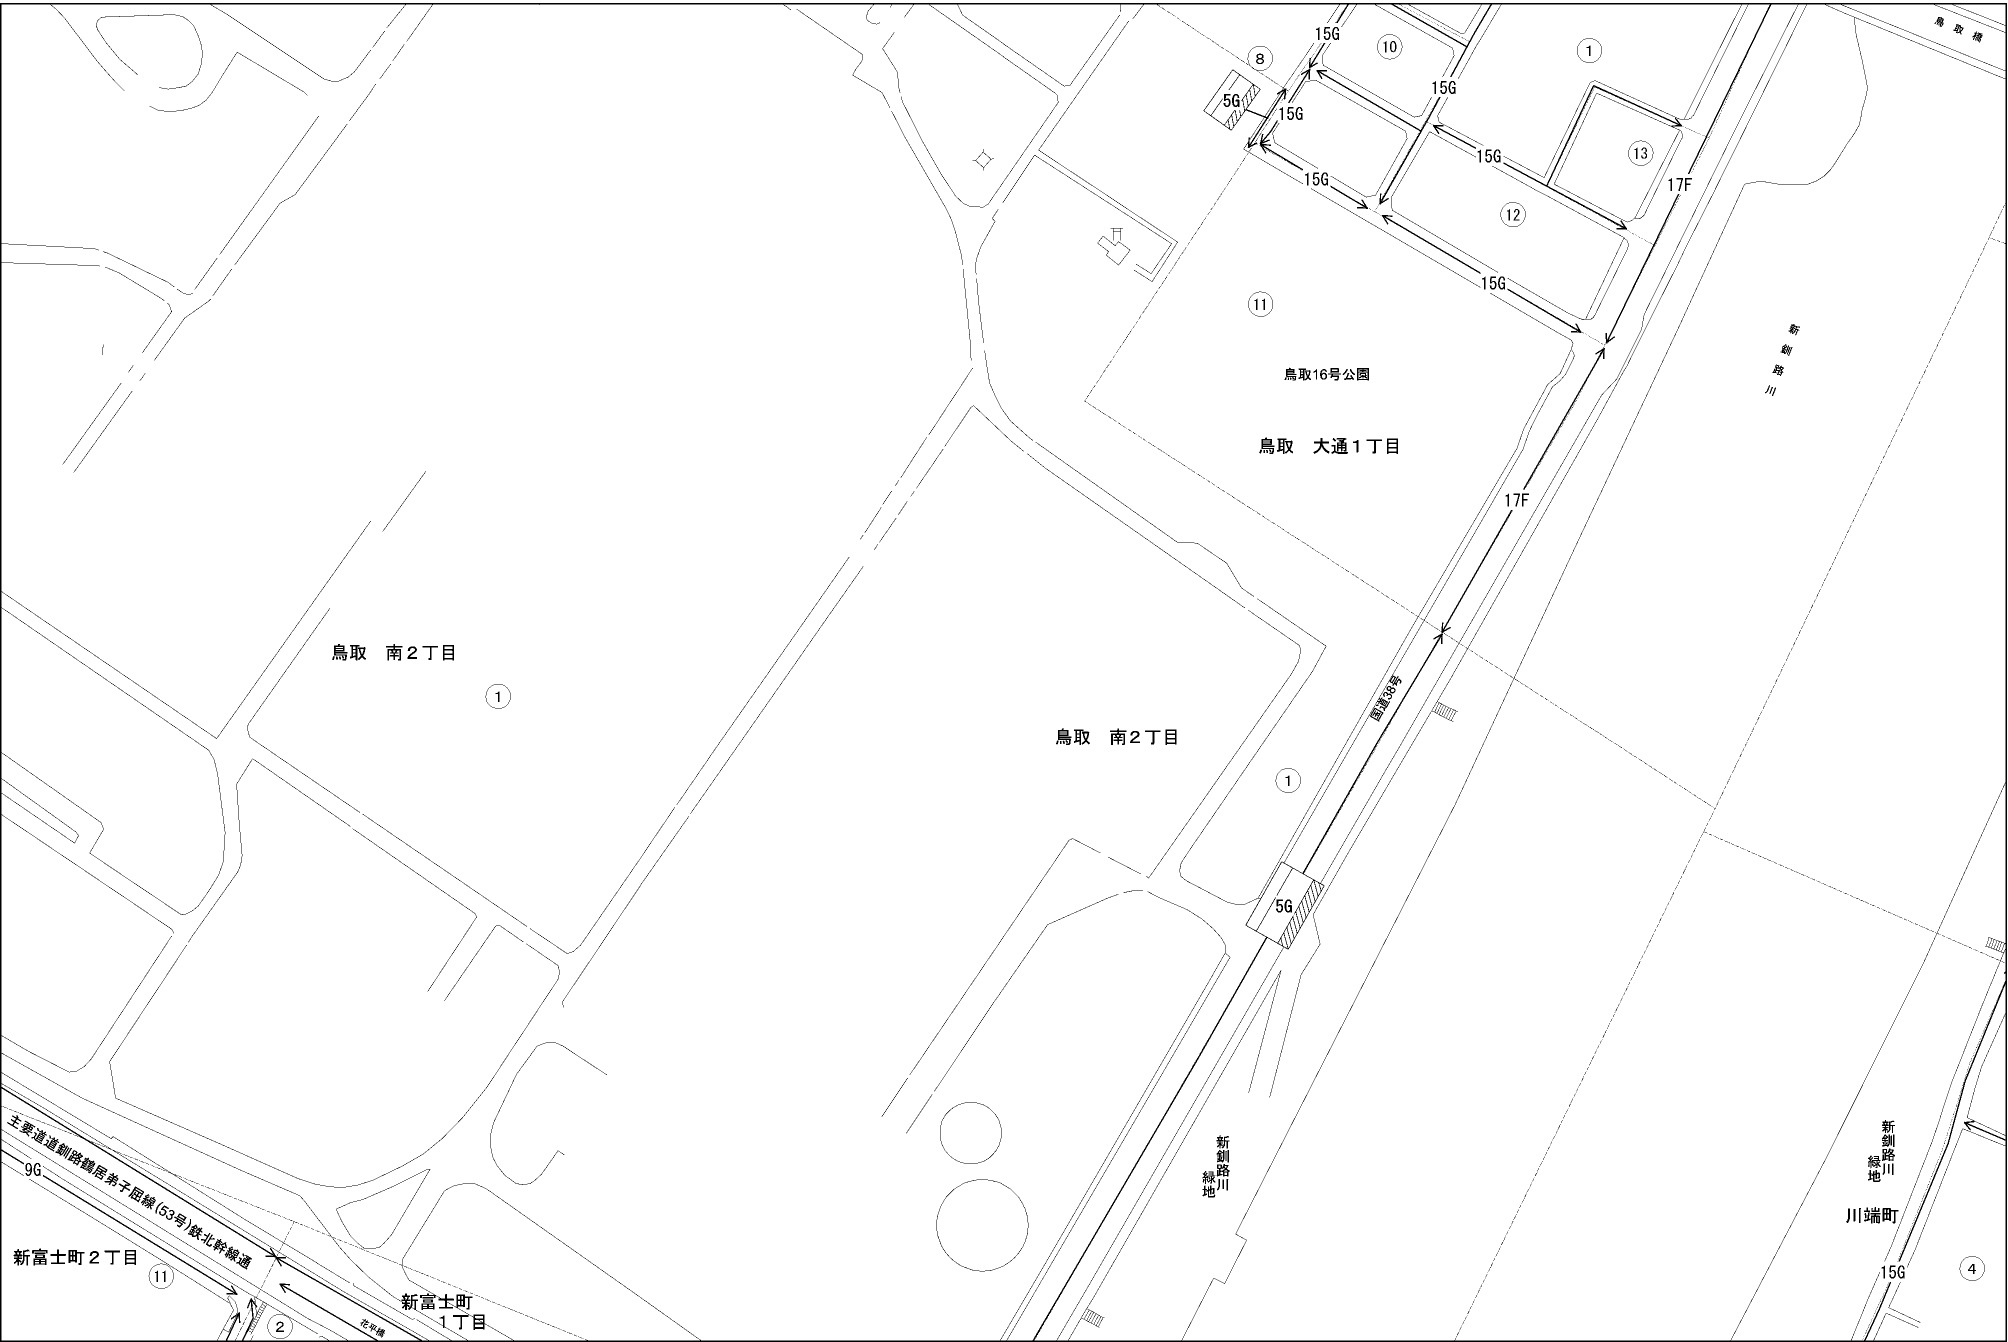 鳥取橋
15G
10
1
8
5G
15G
15G
13
15G
15G
17F
12
15G
11
新釧路川
鳥取16号公園
鳥取　大通1丁目
17F
鳥取　南2丁目
1
国道38号
鳥取　南2丁目
1
5G
主要道道釧路鶴居弟子屈線(53号)鉄北幹線通
9G
新釧路川
緑地
新釧路川
緑地
川端町
新富士町2丁目
11
15G
4
新富士町
1丁目
2
花平橋